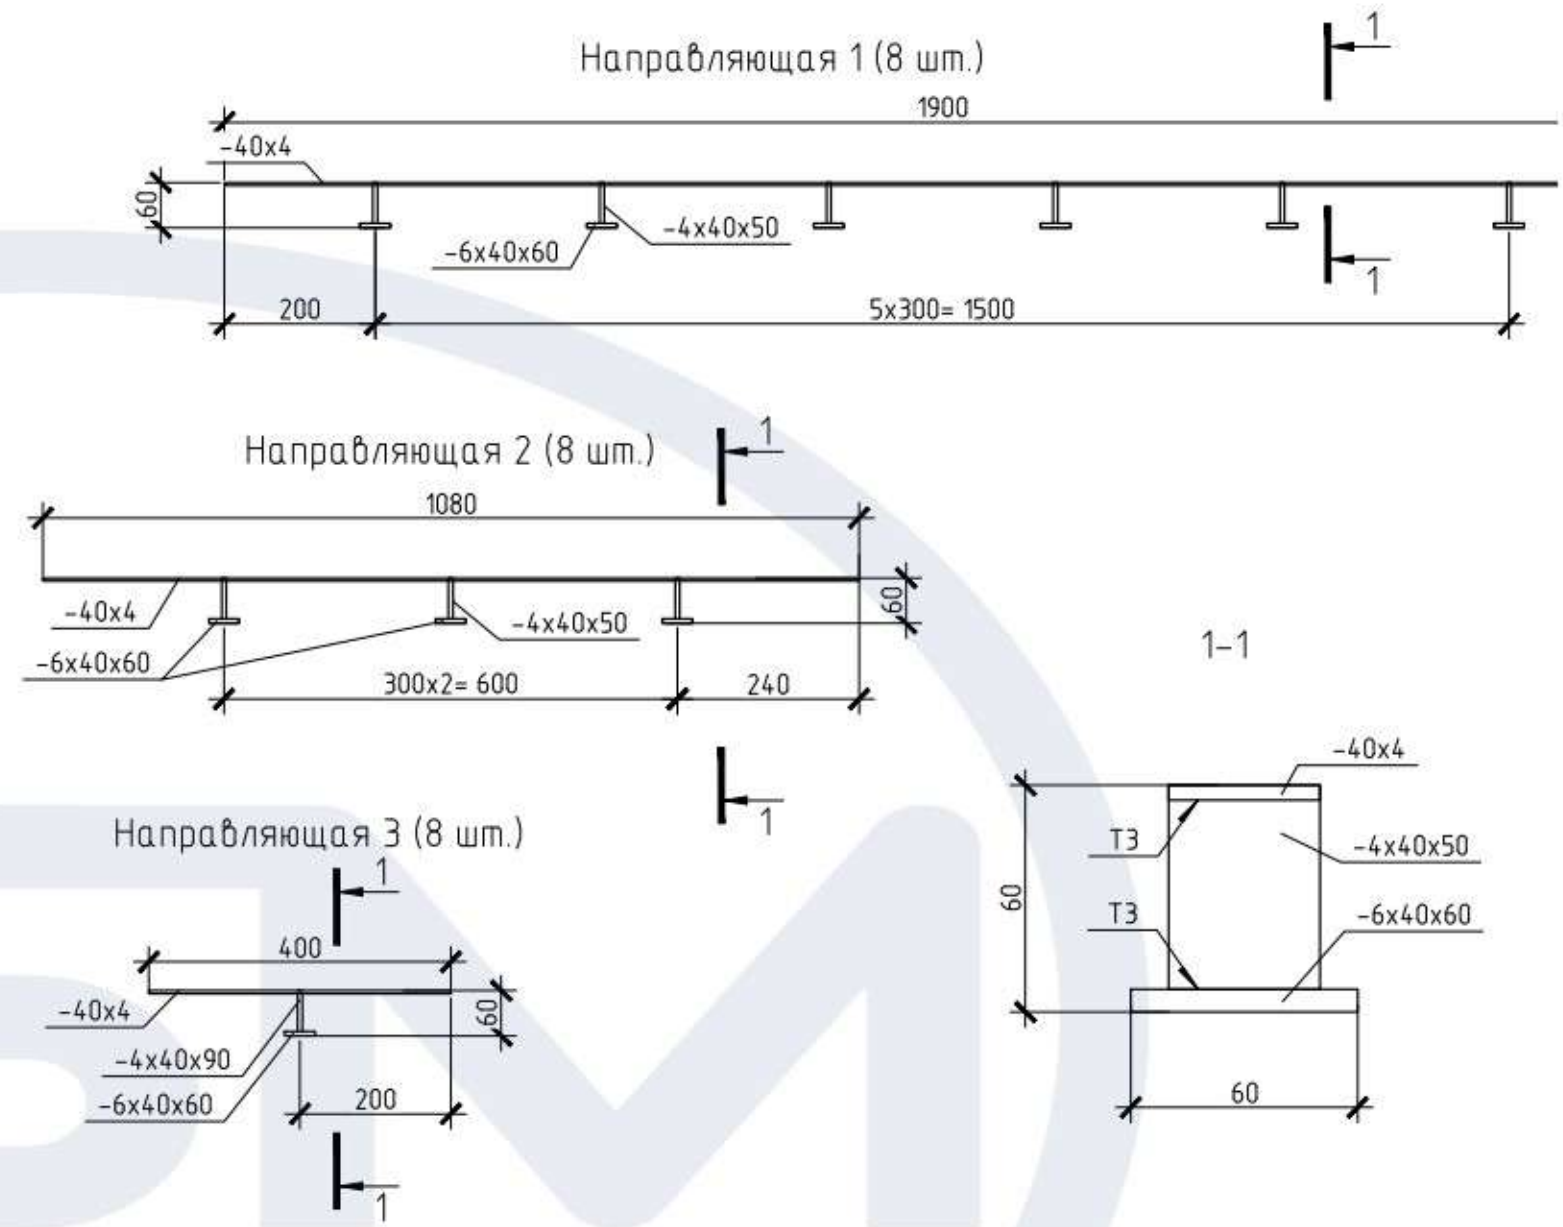 Направляющая 1 (8 шт.)
1
1900
-40x4
60
-4x40x50
-6x40x60
1
200
5x300= 1500
Направляющая 2 (8 шт.)
1
1080
-40x4
-4x40x50
60
-6x40x60
300x2= 600
240
1
Направляющая 3 (8 шт.)
1
400
-40x4
60
-4x40x90
-6x40x60
200
1
1-1
-40x4
Т3
-4x40x50
60
Т3
-6x40x60
60
БМ